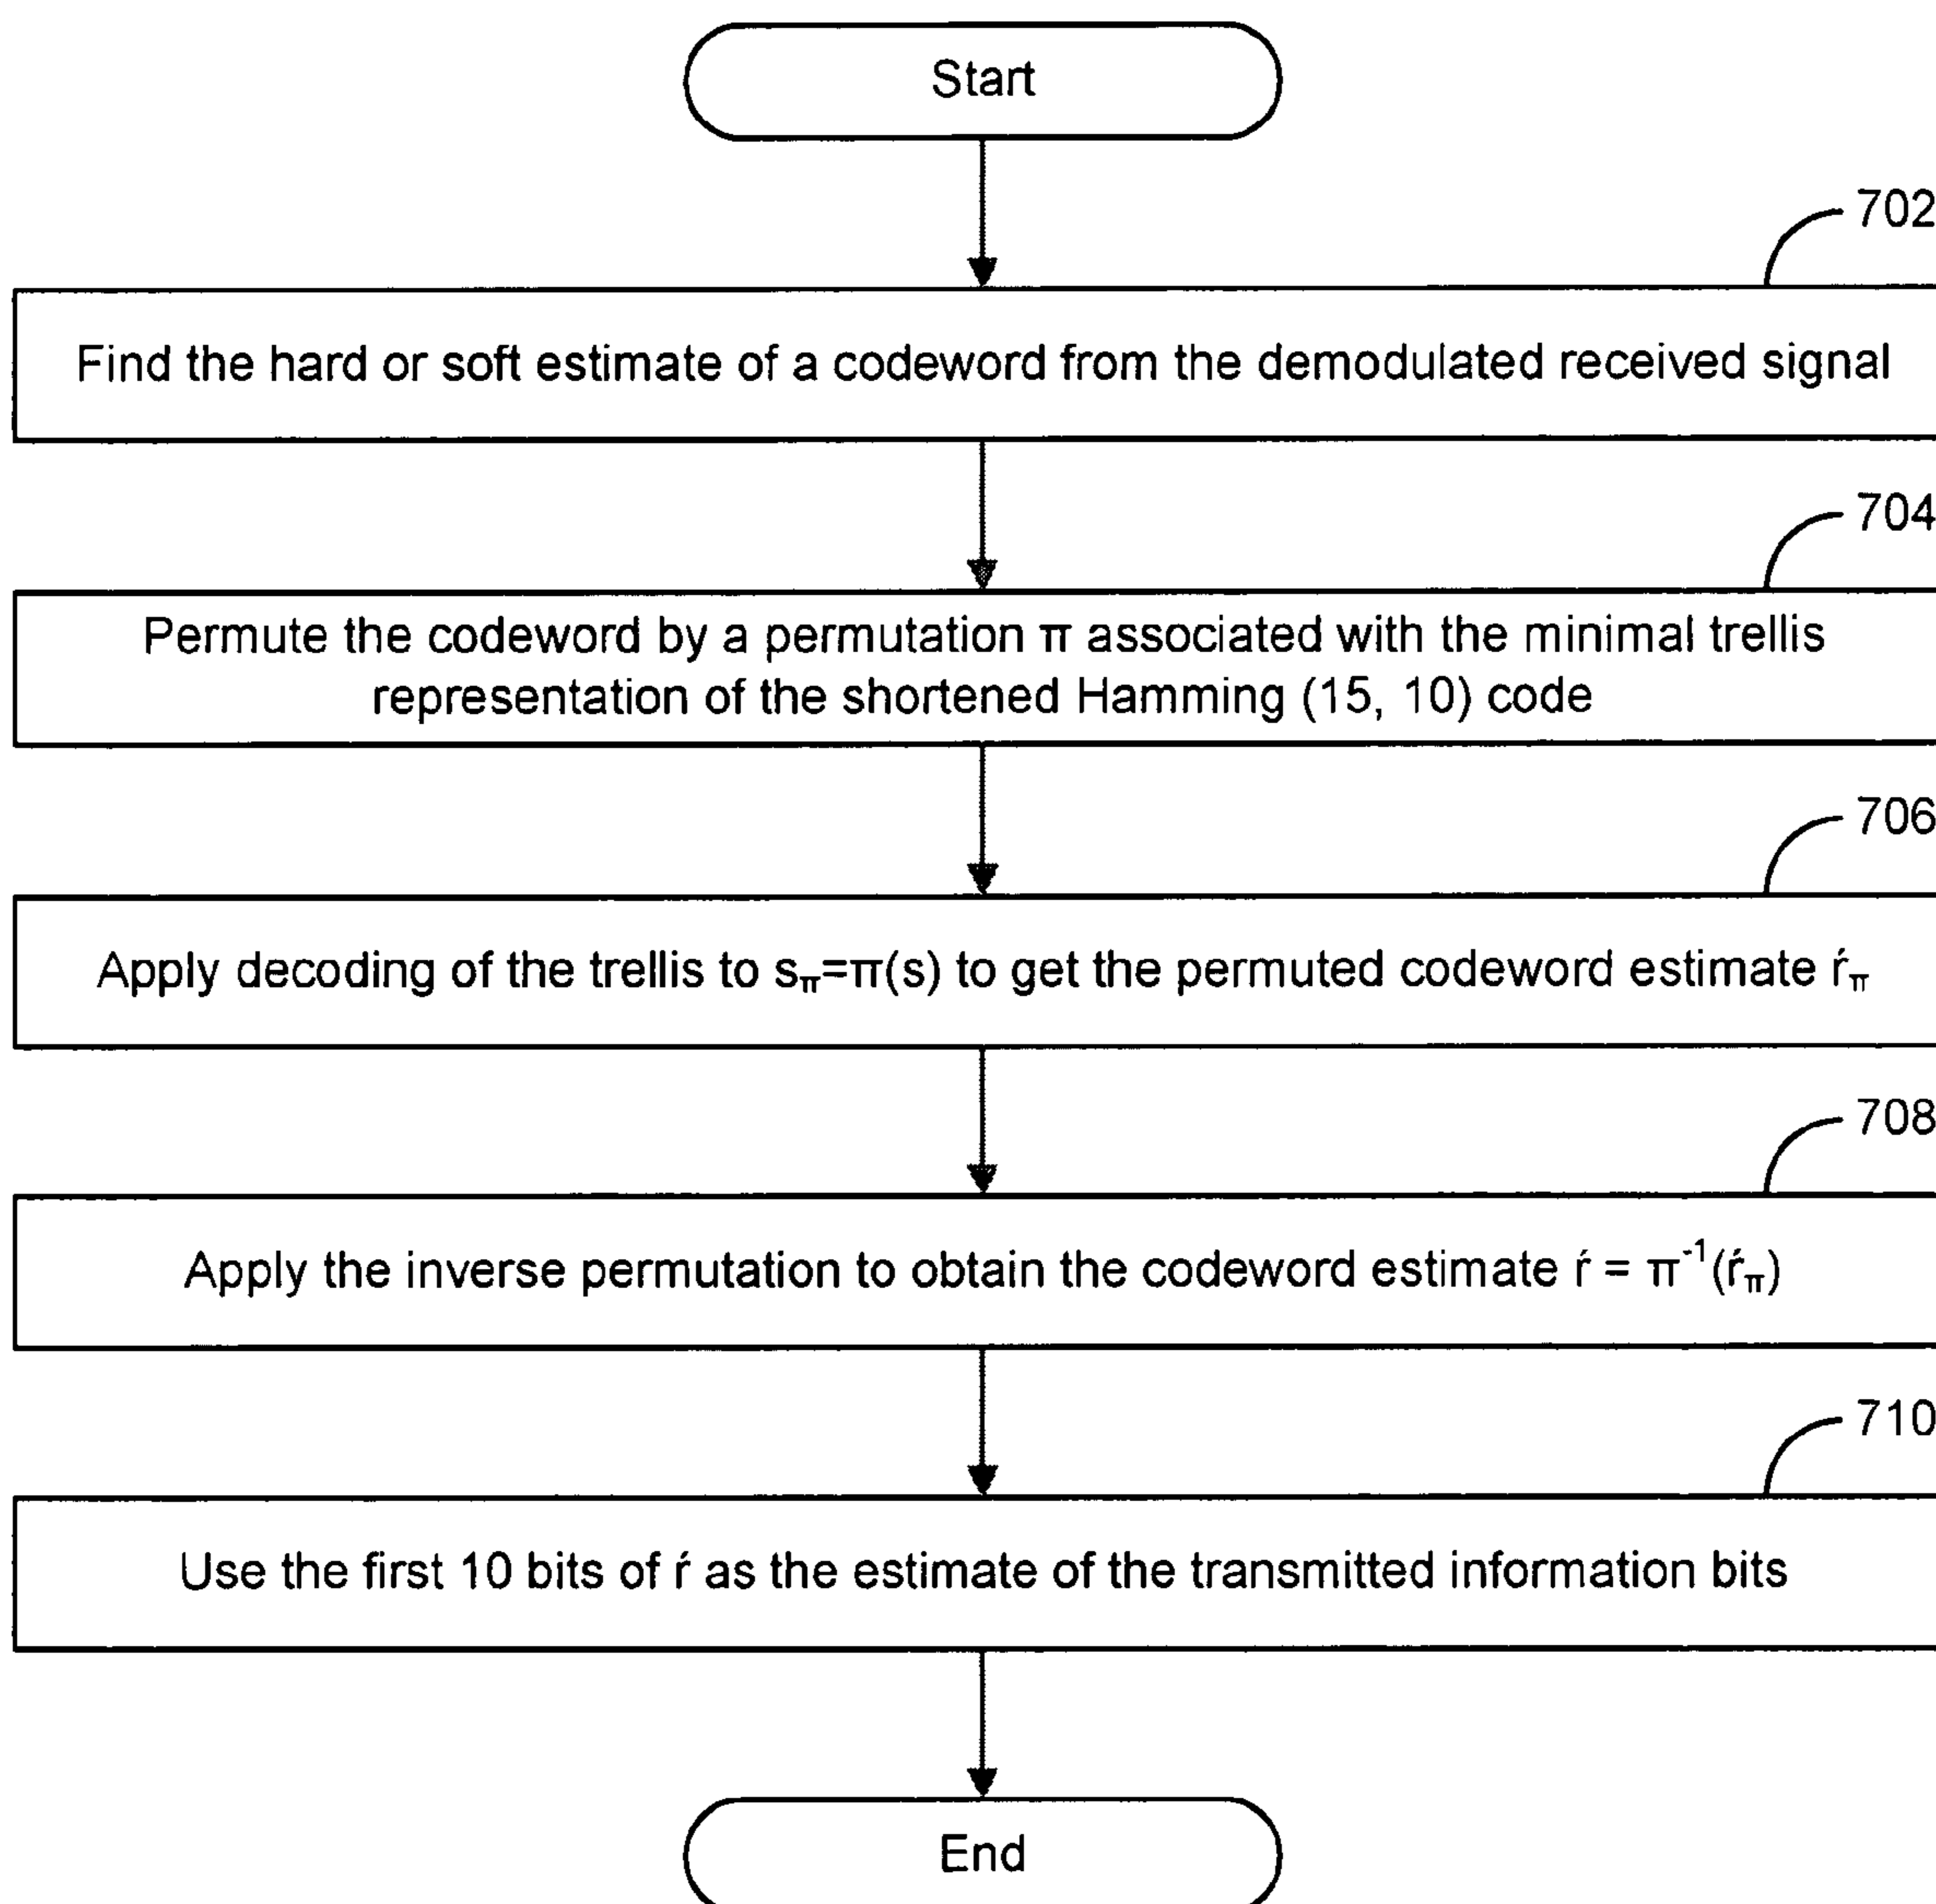 Start
702
Find the hard or soft estimate of a codeword from the demodulated received signal
704
Permute the codeword by a permutation π associated with the minimal trellis
representation of the shortened Hamming (15, 10) code
706
Apply decoding of the trellis to sπ=π(s) to get the permuted codeword estimate ŕπ
708
Apply the inverse permutation to obtain the codeword estimate ŕ = π⁻¹(ŕπ)
710
Use the first 10 bits of ŕ as the estimate of the transmitted information bits
End